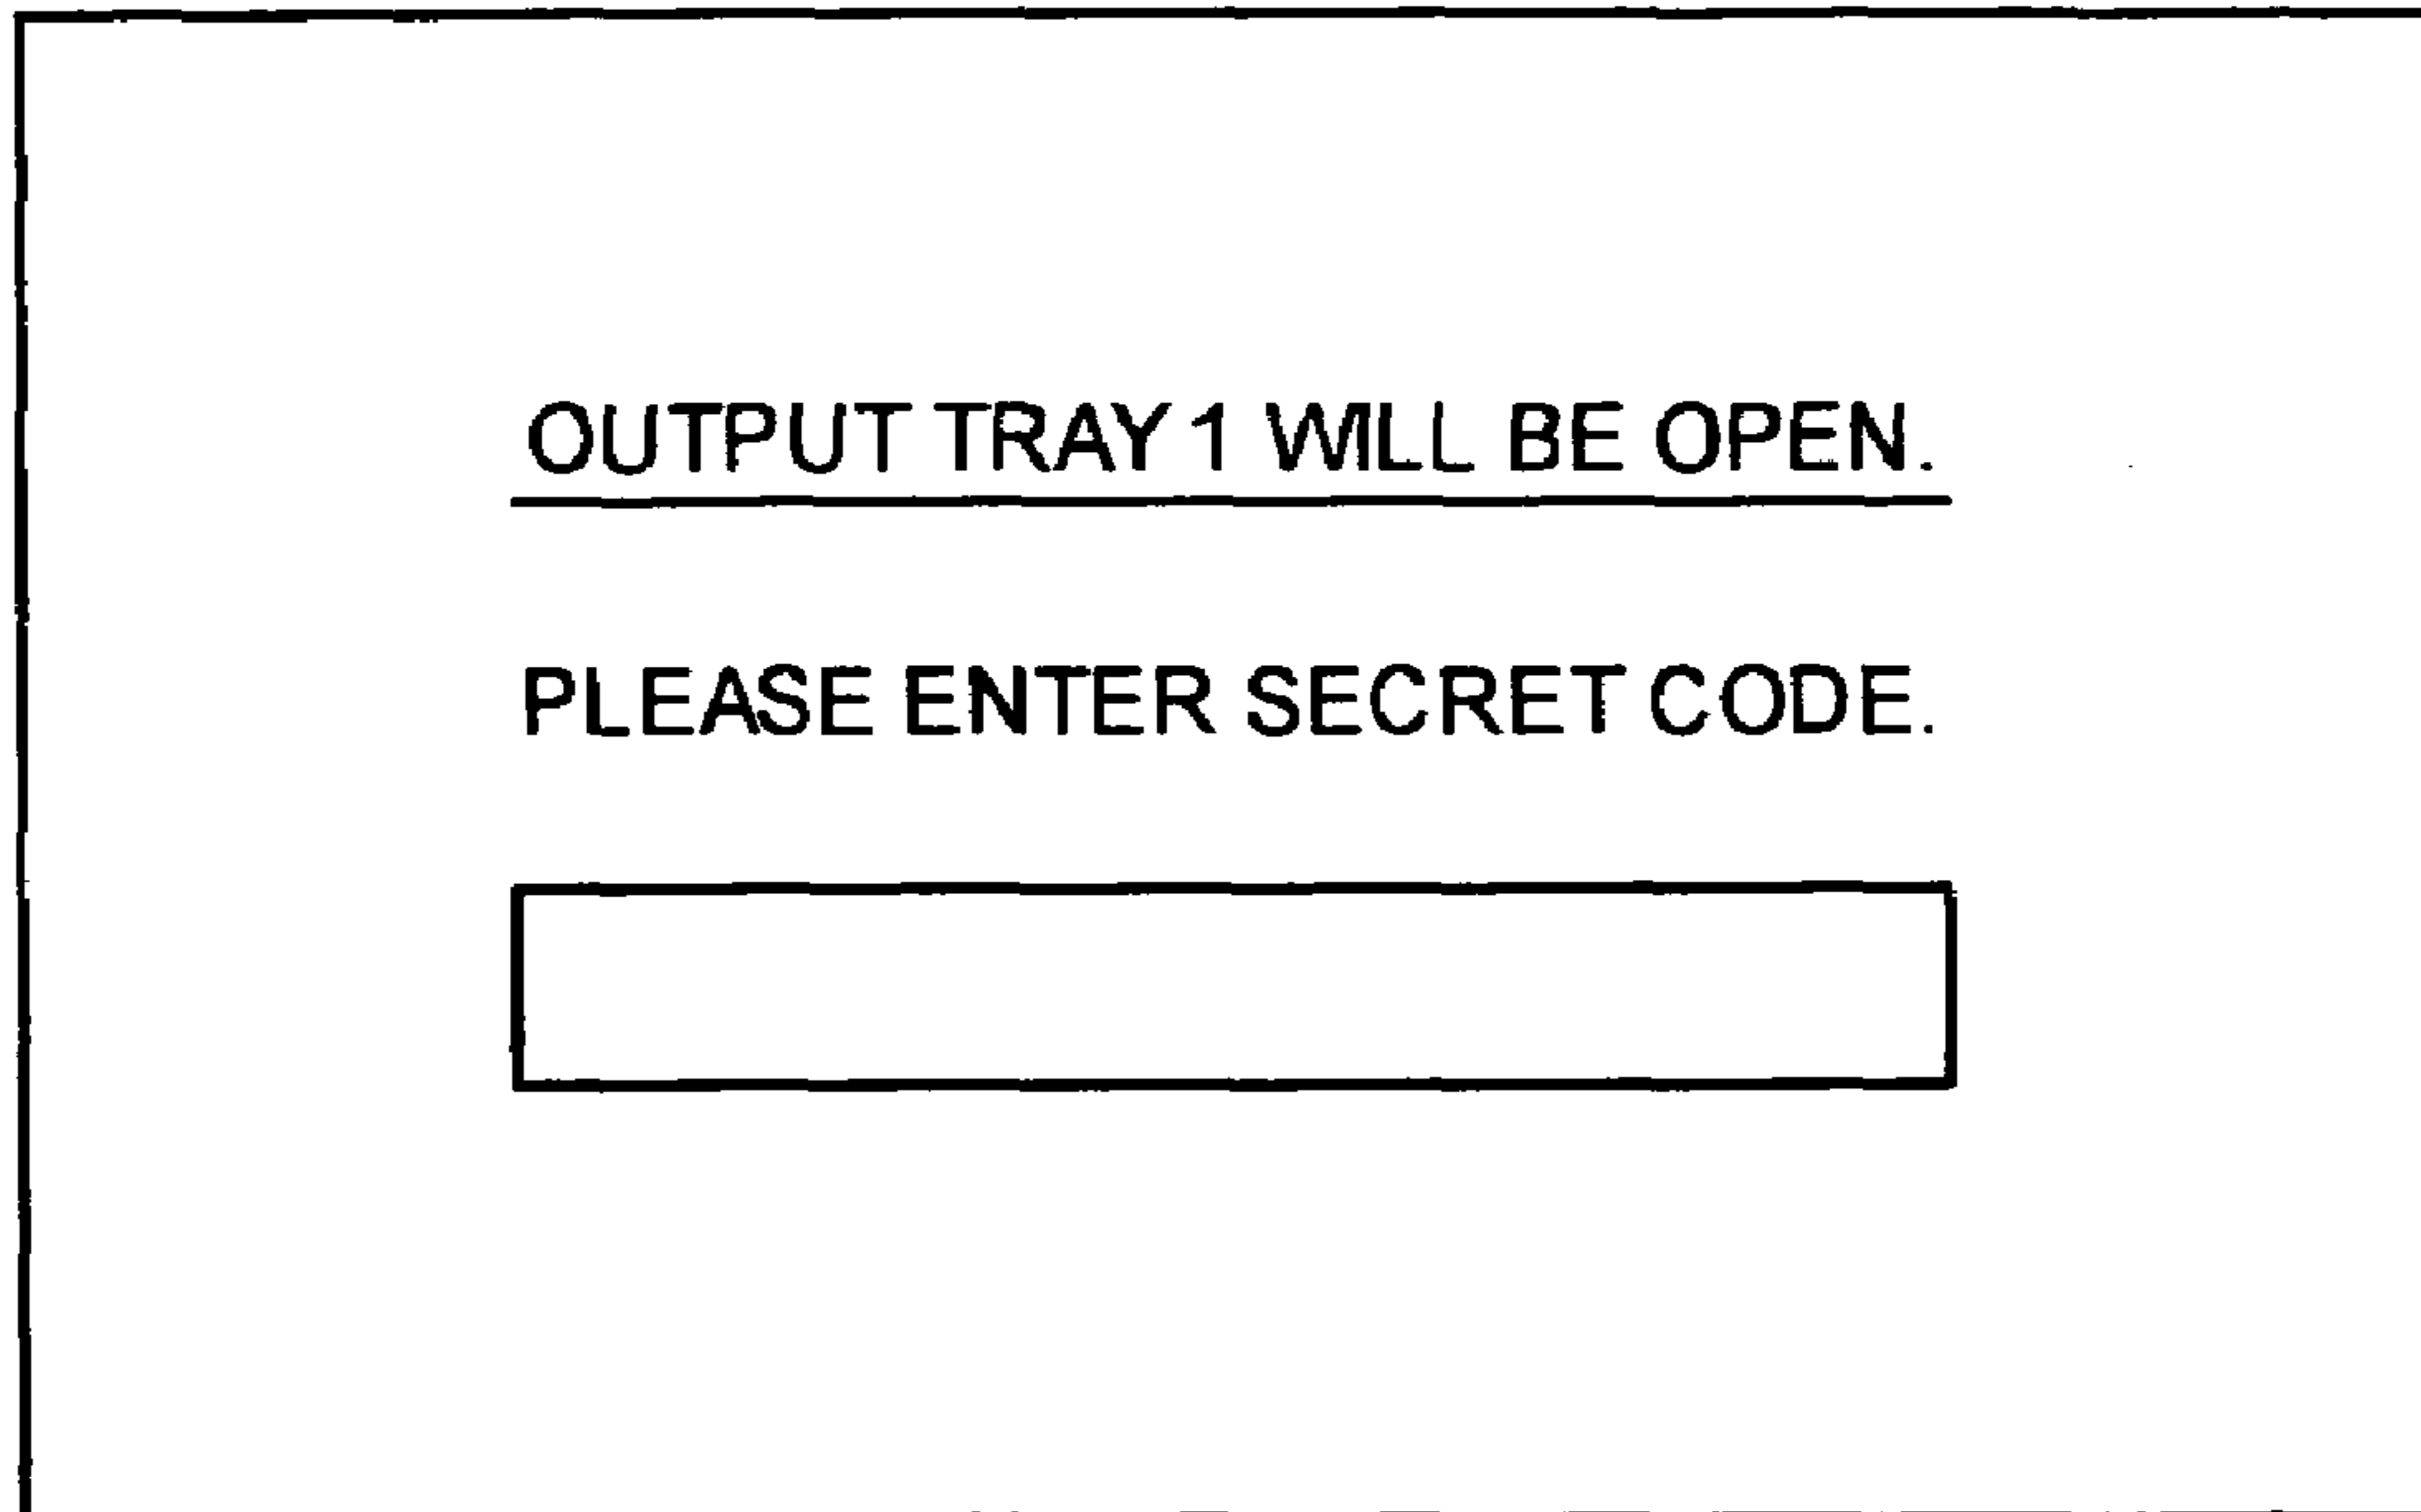 OUTPUT TRAY 1 WILL BE OPEN.
PLEASE ENTER SECRET CODE.